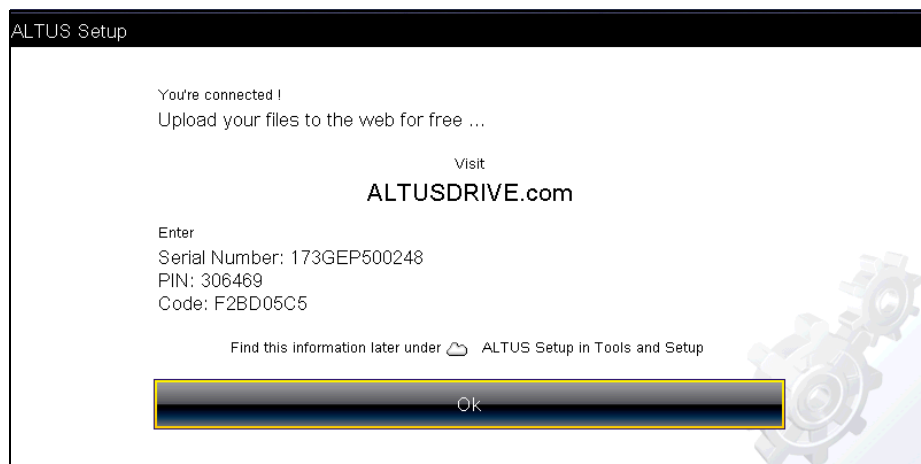 ALTUS Setup
You're connected !
Upload your files to the web for free ...
Visit
ALTUSDRIVE.com
Enter
Serial Number: 173GEP500248
PIN: 306469
Code: F2BD05C5
Find this information later under ALTUS Setup in Tools and Setup
Ok